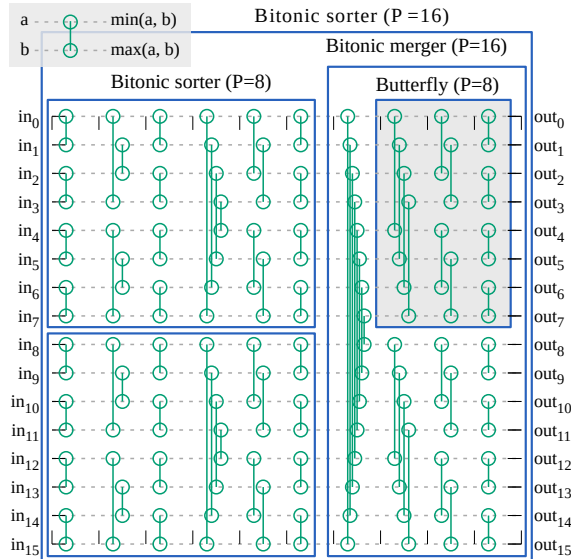 Bitonic sorter (P =16)
a min(a, b)
b max(a, b)
Bitonic merger (P=16)
Bitonic sorter (P=8)
Butterfly (P=8)
in₀ out₀
in₁ out₁
in₂ out₂
in₃ out₃
in₄ out₄
in₅ out₅
in₆ out₆
in₇ out₇
in₈ out₈
in₉ out₉
in₁₀ out₁₀
in₁₁ out₁₁
in₁₂ out₁₂
in₁₃ out₁₃
in₁₄ out₁₄
in₁₅ out₁₅